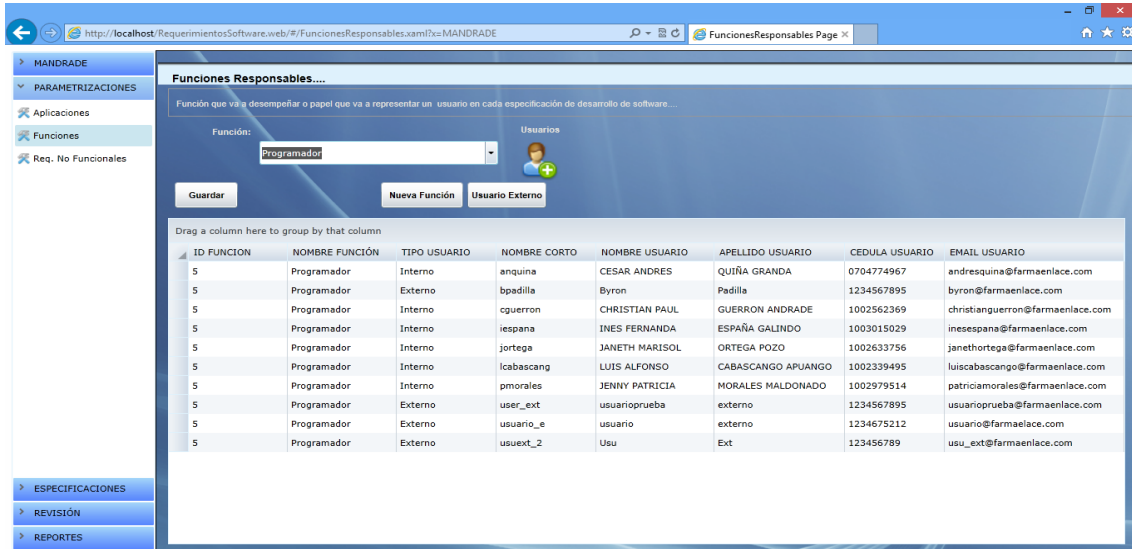 http://localhost/RequerimientosSoftware.web/#/FuncionesResponsables.xaml?x=MANDRADE
FuncionesResponsables Page
MANDRADE
PARAMETRIZACIONES
Aplicaciones
Funciones
Req. No Funcionales
ESPECIFICACIONES
REVISIÓN
REPORTES
Funciones Responsables....
Función que va a desempeñar o papel que va a representar un usuario en cada especificación de desarrollo de software....
Función:
Usuarios
Programador
Guardar
Nueva Función
Usuario Externo
Drag a column here to group by that column
ID FUNCION NOMBRE FUNCIÓN TIPO USUARIO NOMBRE CORTO NOMBRE USUARIO APELLIDO USUARIO CEDULA USUARIO EMAIL USUARIO
5 Programador Interno anquina CESAR ANDRES QUIÑA GRANDA 0704774967 andresquina@farmaenlace.com
5 Programador Externo bpadilla Byron Padilla 1234567895 byron@farmaenlace.com
5 Programador Interno cguerron CHRISTIAN PAUL GUERRON ANDRADE 1002562369 christianguerron@farmaenlace.com
5 Programador Interno iespana INES FERNANDA ESPAÑA GALINDO 1003015029 inesespana@farmaenlace.com
5 Programador Interno jortega JANETH MARISOL ORTEGA POZO 1002633756 janethortega@farmaenlace.com
5 Programador Interno lcabascang LUIS ALFONSO CABASCANGO APUANGO 1002339495 luiscabascango@farmaenlace.com
5 Programador Interno pmorales JENNY PATRICIA MORALES MALDONADO 1002979514 patriciamorales@farmaenlace.com
5 Programador Externo user_ext usuarioprueba externo 1234567895 usuarioprueba@farmaenlace.com
5 Programador Externo usuario_e usuario externo 1234675212 usuario@farmaelace.com
5 Programador Externo usuext_2 Usu Ext 123456789 usu_ext@farmaenlace.com